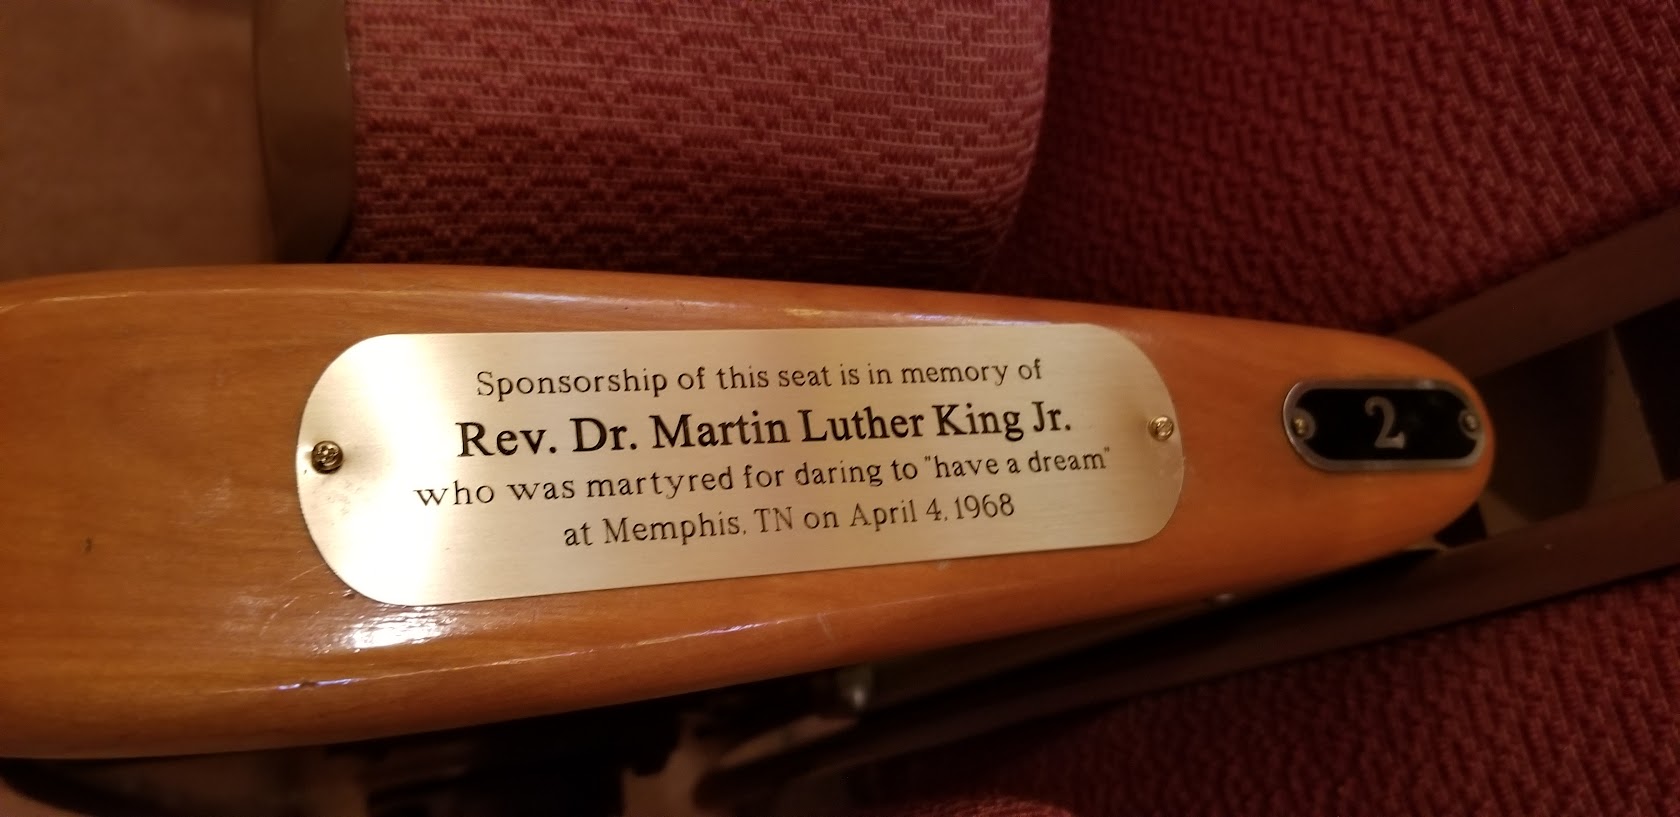 Sponsorship of this seat is in memory of
Rev. Dr. Martin Luther King Jr.
who was martyred for daring to "have a dream"
at Memphis, TN on April 4, 1968
2